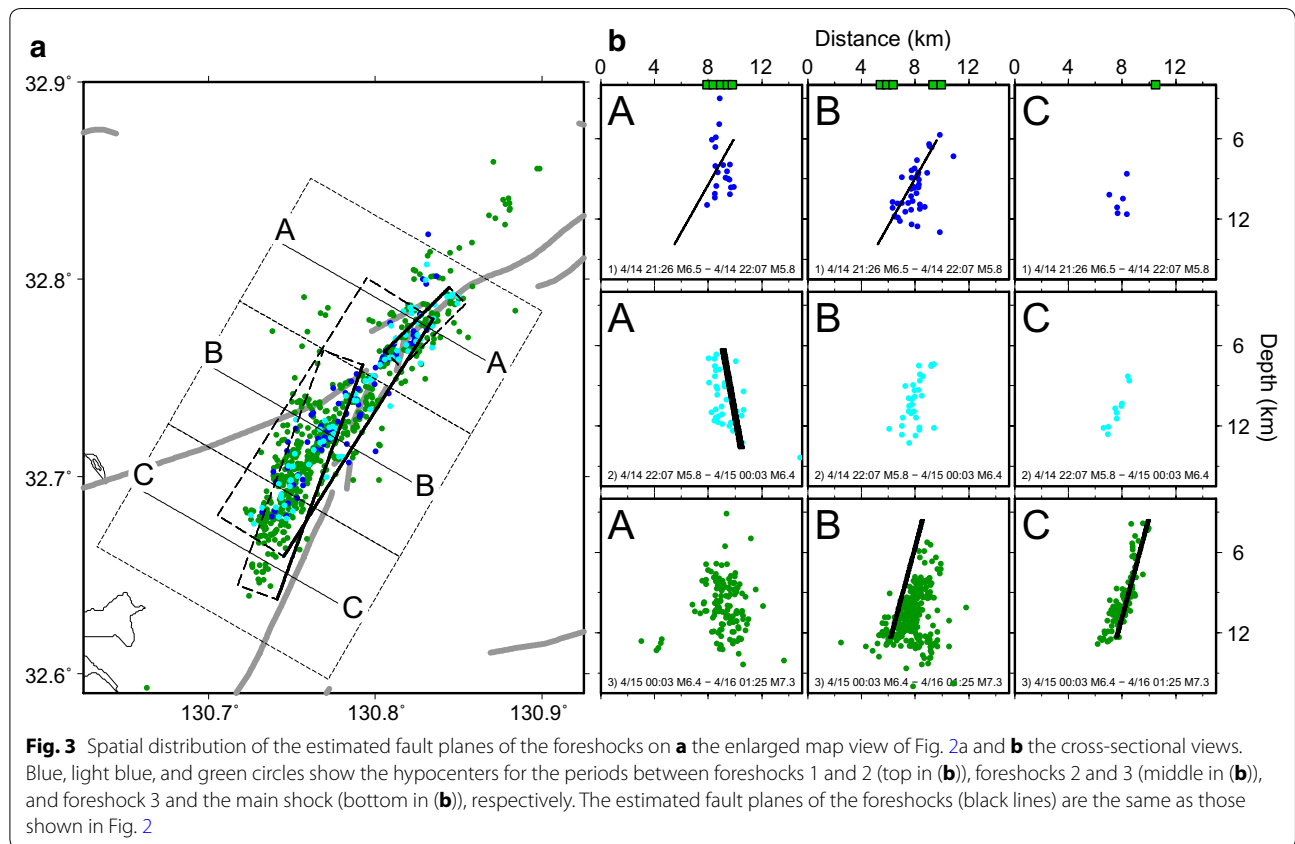 a
b
Distance (km)
0 4 8 12 0 4 8 12 0 4 8 12
32.9˚
32.8˚
32.7˚
32.6˚
130.7˚ 130.8˚ 130.9˚
A
A
B
B
C
C
A B C
6
12
1) 4/14 21:26 M6.5 − 4/14 22:07 M5.8 1) 4/14 21:26 M6.5 − 4/14 22:07 M5.8 1) 4/14 21:26 M6.5 − 4/14 22:07 M5.8
A B C
6
12
Depth (km)
2) 4/14 22:07 M5.8 − 4/15 00:03 M6.4 2) 4/14 22:07 M5.8 − 4/15 00:03 M6.4 2) 4/14 22:07 M5.8 − 4/15 00:03 M6.4
A B C
6
12
3) 4/15 00:03 M6.4 − 4/16 01:25 M7.3 3) 4/15 00:03 M6.4 − 4/16 01:25 M7.3 3) 4/15 00:03 M6.4 − 4/16 01:25 M7.3
Fig. 3 Spatial distribution of the estimated fault planes of the foreshocks on a the enlarged map view of Fig. 2a and b the cross-sectional views.
Blue, light blue, and green circles show the hypocenters for the periods between foreshocks 1 and 2 (top in (b)), foreshocks 2 and 3 (middle in (b)),
and foreshock 3 and the main shock (bottom in (b)), respectively. The estimated fault planes of the foreshocks (black lines) are the same as those
shown in Fig. 2